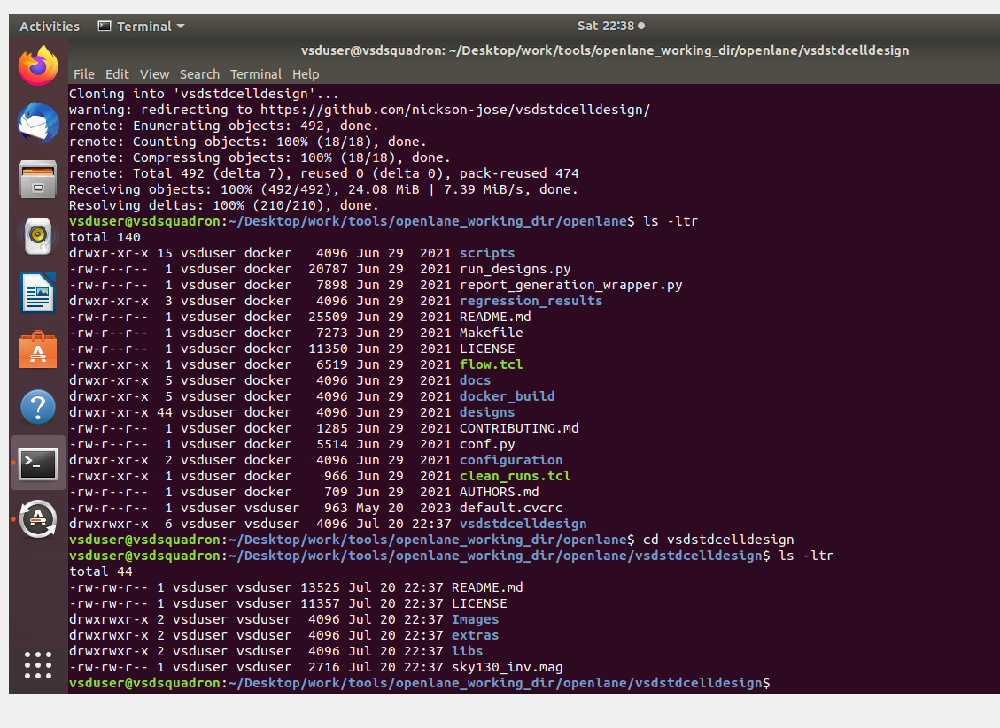 Activities Terminal Sat 22:38
vsduser@vsdsquadron: ~/Desktop/work/tools/openlane_working_dir/openlane/vsdstdcelldesign
File Edit View Search Terminal Help
Cloning into 'vsdstdcelldesign'...
warning: redirecting to https://github.com/nickson-jose/vsdstdcelldesign/
remote: Enumerating objects: 492, done.
remote: Counting objects: 100% (18/18), done.
remote: Compressing objects: 100% (18/18), done.
remote: Total 492 (delta 7), reused 0 (delta 0), pack-reused 474
Receiving objects: 100% (492/492), 24.08 MiB | 7.39 MiB/s, done.
Resolving deltas: 100% (210/210), done.
vsduser@vsdsquadron:~/Desktop/work/tools/openlane_working_dir/openlane$ ls -ltr
total 140
drwxr-xr-x 15 vsduser docker   4096 Jun 29  2021 scripts
-rw-r--r--  1 vsduser docker  20787 Jun 29  2021 run_designs.py
-rw-r--r--  1 vsduser docker   7898 Jun 29  2021 report_generation_wrapper.py
drwxr-xr-x  3 vsduser docker   4096 Jun 29  2021 regression_results
-rw-r--r--  1 vsduser docker  25509 Jun 29  2021 README.md
-rw-r--r--  1 vsduser docker   7273 Jun 29  2021 Makefile
-rw-r--r--  1 vsduser docker  11350 Jun 29  2021 LICENSE
-rwxr-xr-x  1 vsduser docker   6519 Jun 29  2021 flow.tcl
drwxr-xr-x  5 vsduser docker   4096 Jun 29  2021 docs
drwxr-xr-x  5 vsduser docker   4096 Jun 29  2021 docker_build
drwxr-xr-x 44 vsduser docker   4096 Jun 29  2021 designs
-rw-r--r--  1 vsduser docker   1285 Jun 29  2021 CONTRIBUTING.md
-rw-r--r--  1 vsduser docker   5514 Jun 29  2021 conf.py
drwxr-xr-x  2 vsduser docker   4096 Jun 29  2021 configuration
-rwxr-xr-x  1 vsduser docker    966 Jun 29  2021 clean_runs.tcl
-rw-r--r--  1 vsduser docker    709 Jun 29  2021 AUTHORS.md
-rw-r--r--  1 vsduser vsduser   963 May 20  2023 default.cvcrc
drwxrwxr-x  6 vsduser vsduser  4096 Jul 20 22:37 vsdstdcelldesign
vsduser@vsdsquadron:~/Desktop/work/tools/openlane_working_dir/openlane$ cd vsdstdcelldesign
vsduser@vsdsquadron:~/Desktop/work/tools/openlane_working_dir/openlane/vsdstdcelldesign$ ls -ltr
total 44
-rw-rw-r-- 1 vsduser vsduser 13525 Jul 20 22:37 README.md
-rw-rw-r-- 1 vsduser vsduser 11357 Jul 20 22:37 LICENSE
drwxrwxr-x 2 vsduser vsduser  4096 Jul 20 22:37 Images
drwxrwxr-x 2 vsduser vsduser  4096 Jul 20 22:37 extras
drwxrwxr-x 2 vsduser vsduser  4096 Jul 20 22:37 libs
-rw-rw-r-- 1 vsduser vsduser  2716 Jul 20 22:37 sky130_inv.mag
vsduser@vsdsquadron:~/Desktop/work/tools/openlane_working_dir/openlane/vsdstdcelldesign$